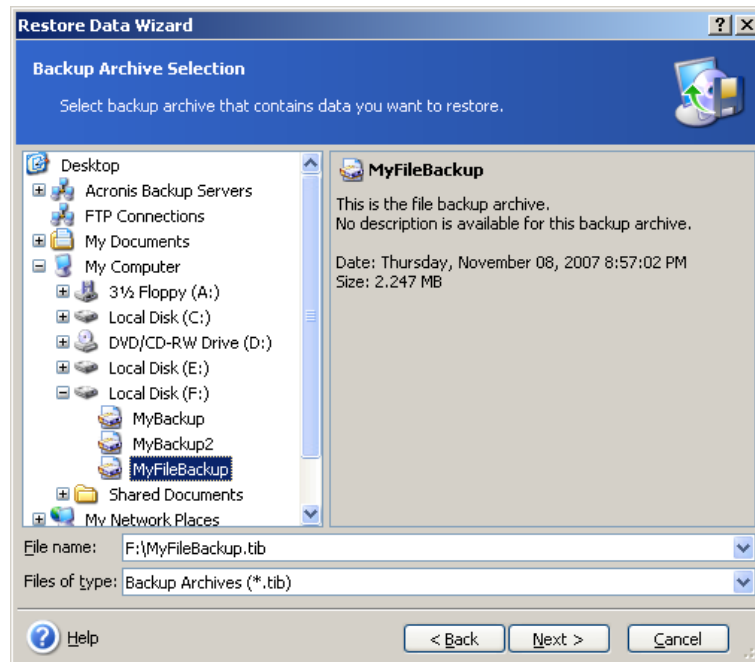 Restore Data Wizard
Backup Archive Selection
Select backup archive that contains data you want to restore.
Desktop
Acronis Backup Servers
FTP Connections
My Documents
My Computer
3½ Floppy (A:)
Local Disk (C:)
DVD/CD-RW Drive (D:)
Local Disk (E:)
Local Disk (F:)
MyBackup
MyBackup2
MyFileBackup
Shared Documents
My Network Places
MyFileBackup
This is the file backup archive.
No description is available for this backup archive.
Date: Thursday, November 08, 2007 8:57:02 PM
Size: 2.247 MB
File name: F:\MyFileBackup.tib
Files of type: Backup Archives (*.tib)
Help
< Back
Next >
Cancel